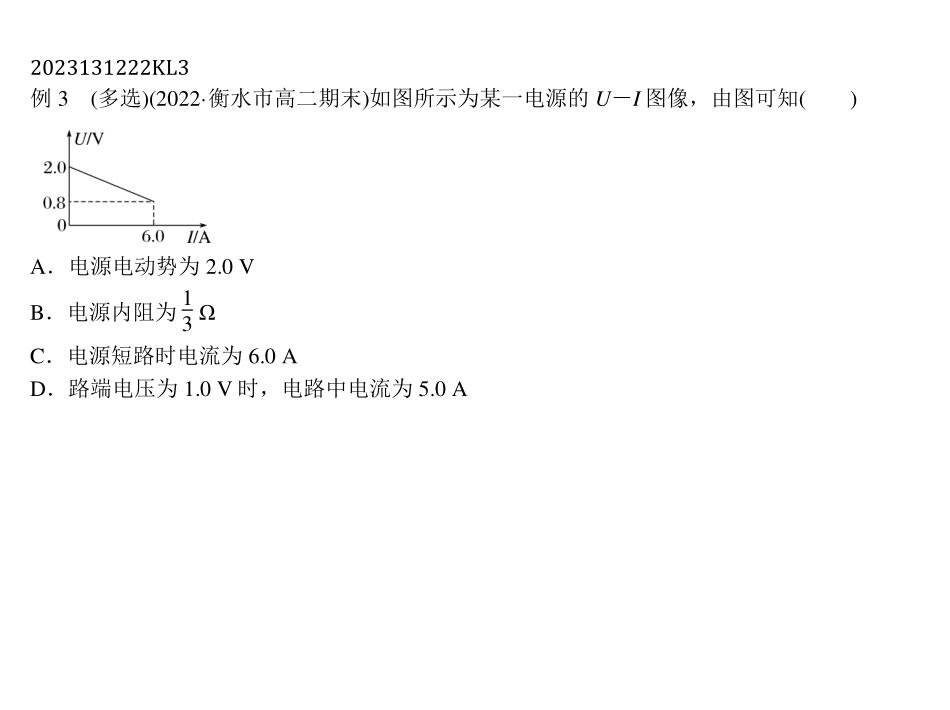 2023131222KL3
例 3　(多选)(2022·衡水市高二期末)如图所示为某一电源的 U－I 图像，由图可知(　　)
U/V
2.0
0.8
0
6.0 I/A
A．电源电动势为 2.0 V
B．电源内阻为 1/3 Ω
C．电源短路时电流为 6.0 A
D．路端电压为 1.0 V 时，电路中电流为 5.0 A